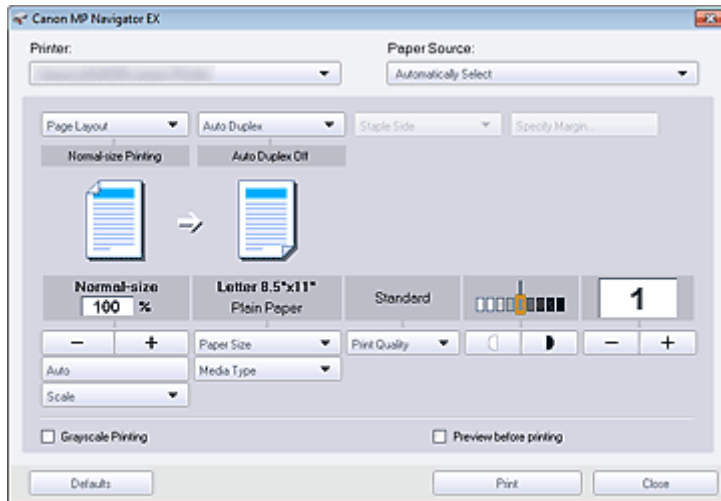 Canon MP Navigator EX
Printer:
Paper Source:
Automatically Select
Page Layout
Auto Duplex
Staple Side
Specify Margin...
Normal-size Printing
Auto Duplex Off
Normal-size
100 %
Letter 8.5"x11"
Plain Paper
Standard
1
- +
Paper Size
Print Quality
- +
Auto
Media Type
Scale
Grayscale Printing
Preview before printing
Defaults
Print
Close